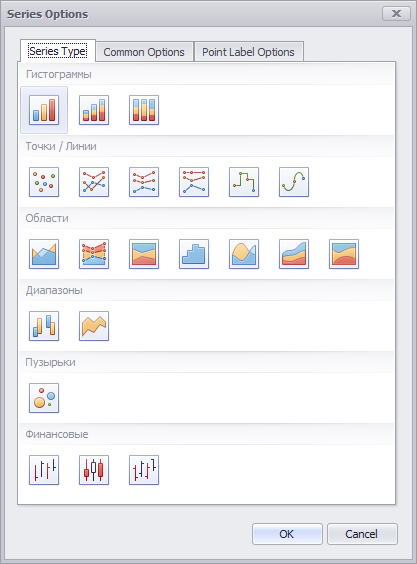 Series Options
Series Type
Common Options
Point Label Options
Гистограммы
Точки / Линии
Области
Диапазоны
Пузырьки
Финансовые
OK
Cancel